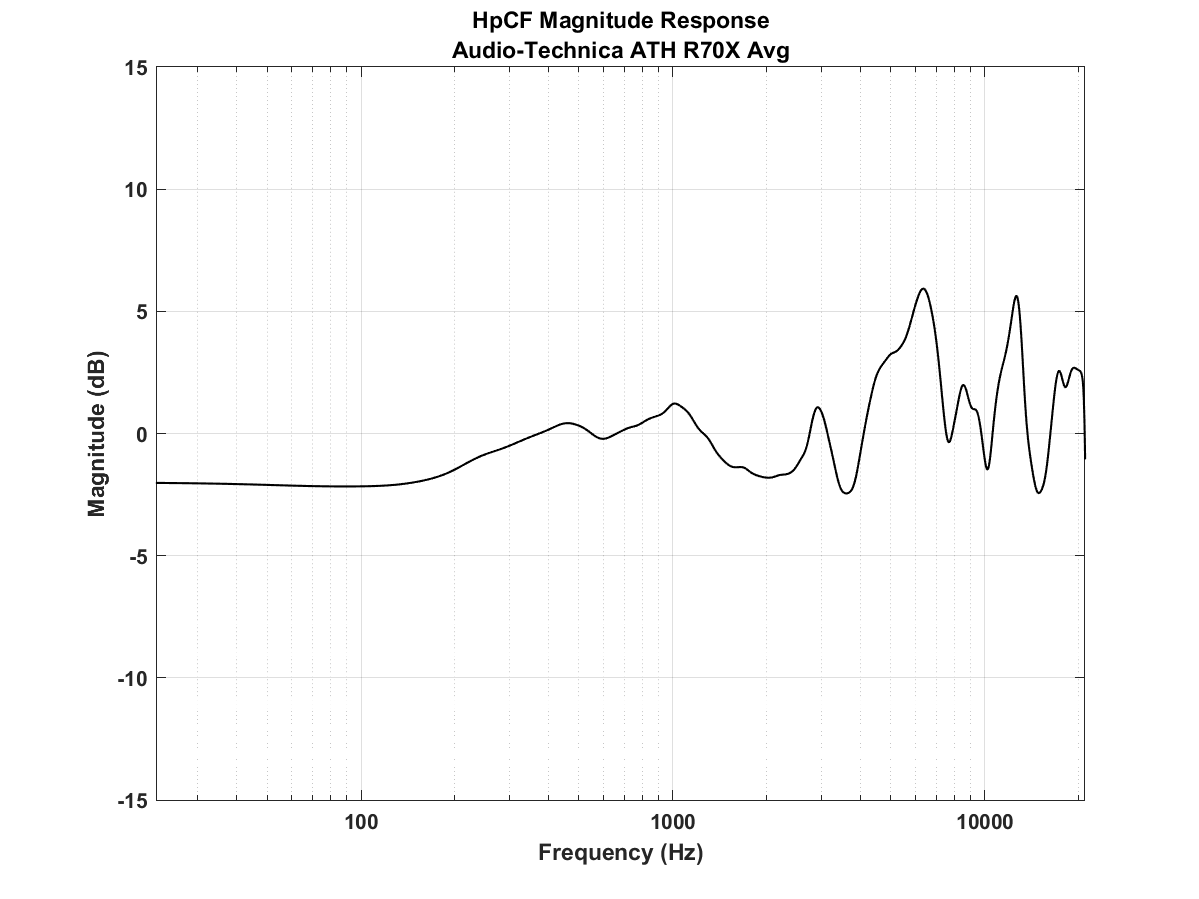 HpCF Magnitude Response
Audio-Technica ATH R70X Avg
15
10
5
0
-5
-10
-15
Magnitude (dB)
100 1000 10000
Frequency (Hz)